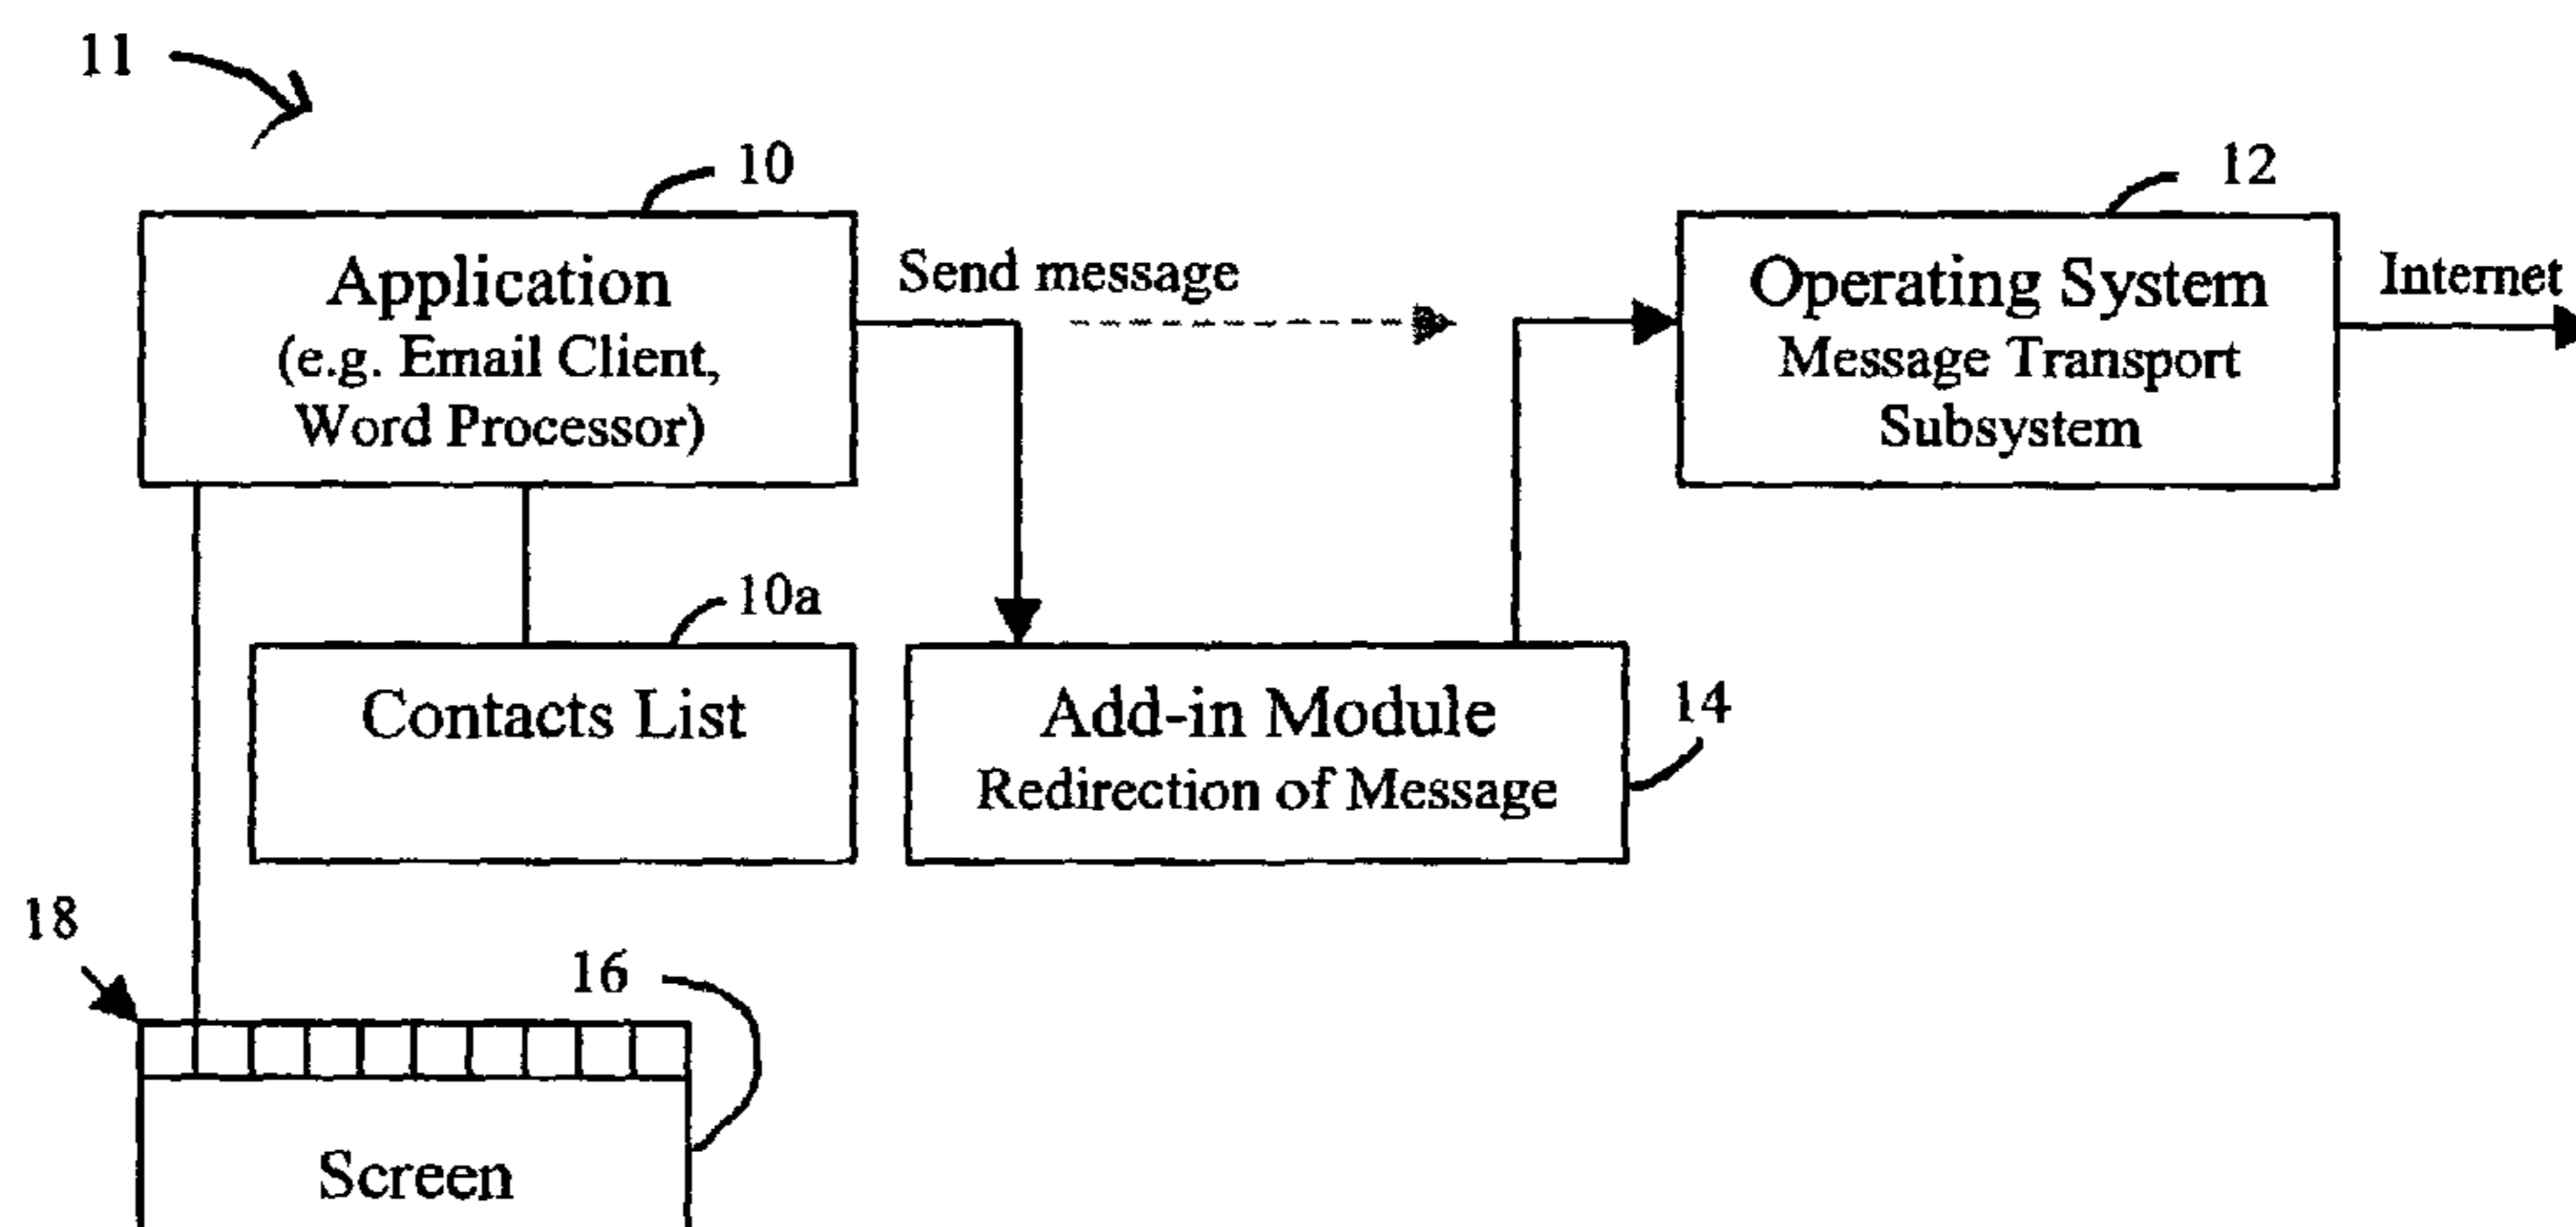 11
10
12
Application
(e.g. Email Client,
Word Processor)
Send message
Operating System
Message Transport
Subsystem
Internet
10a
Contacts List
Add-in Module
Redirection of Message
14
18
16
Screen